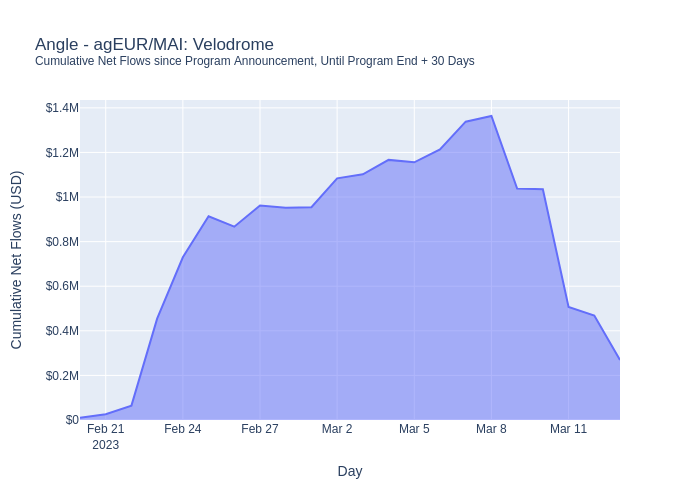 Angle - agEUR/MAI: Velodrome
Cumulative Net Flows since Program Announcement, Until Program End + 30 Days
Cumulative Net Flows (USD)
$1.4M
$1.2M
$1M
$0.8M
$0.6M
$0.4M
$0.2M
$0
Feb 21 Feb 24 Feb 27 Mar 2 Mar 5 Mar 8 Mar 11
2023
Day